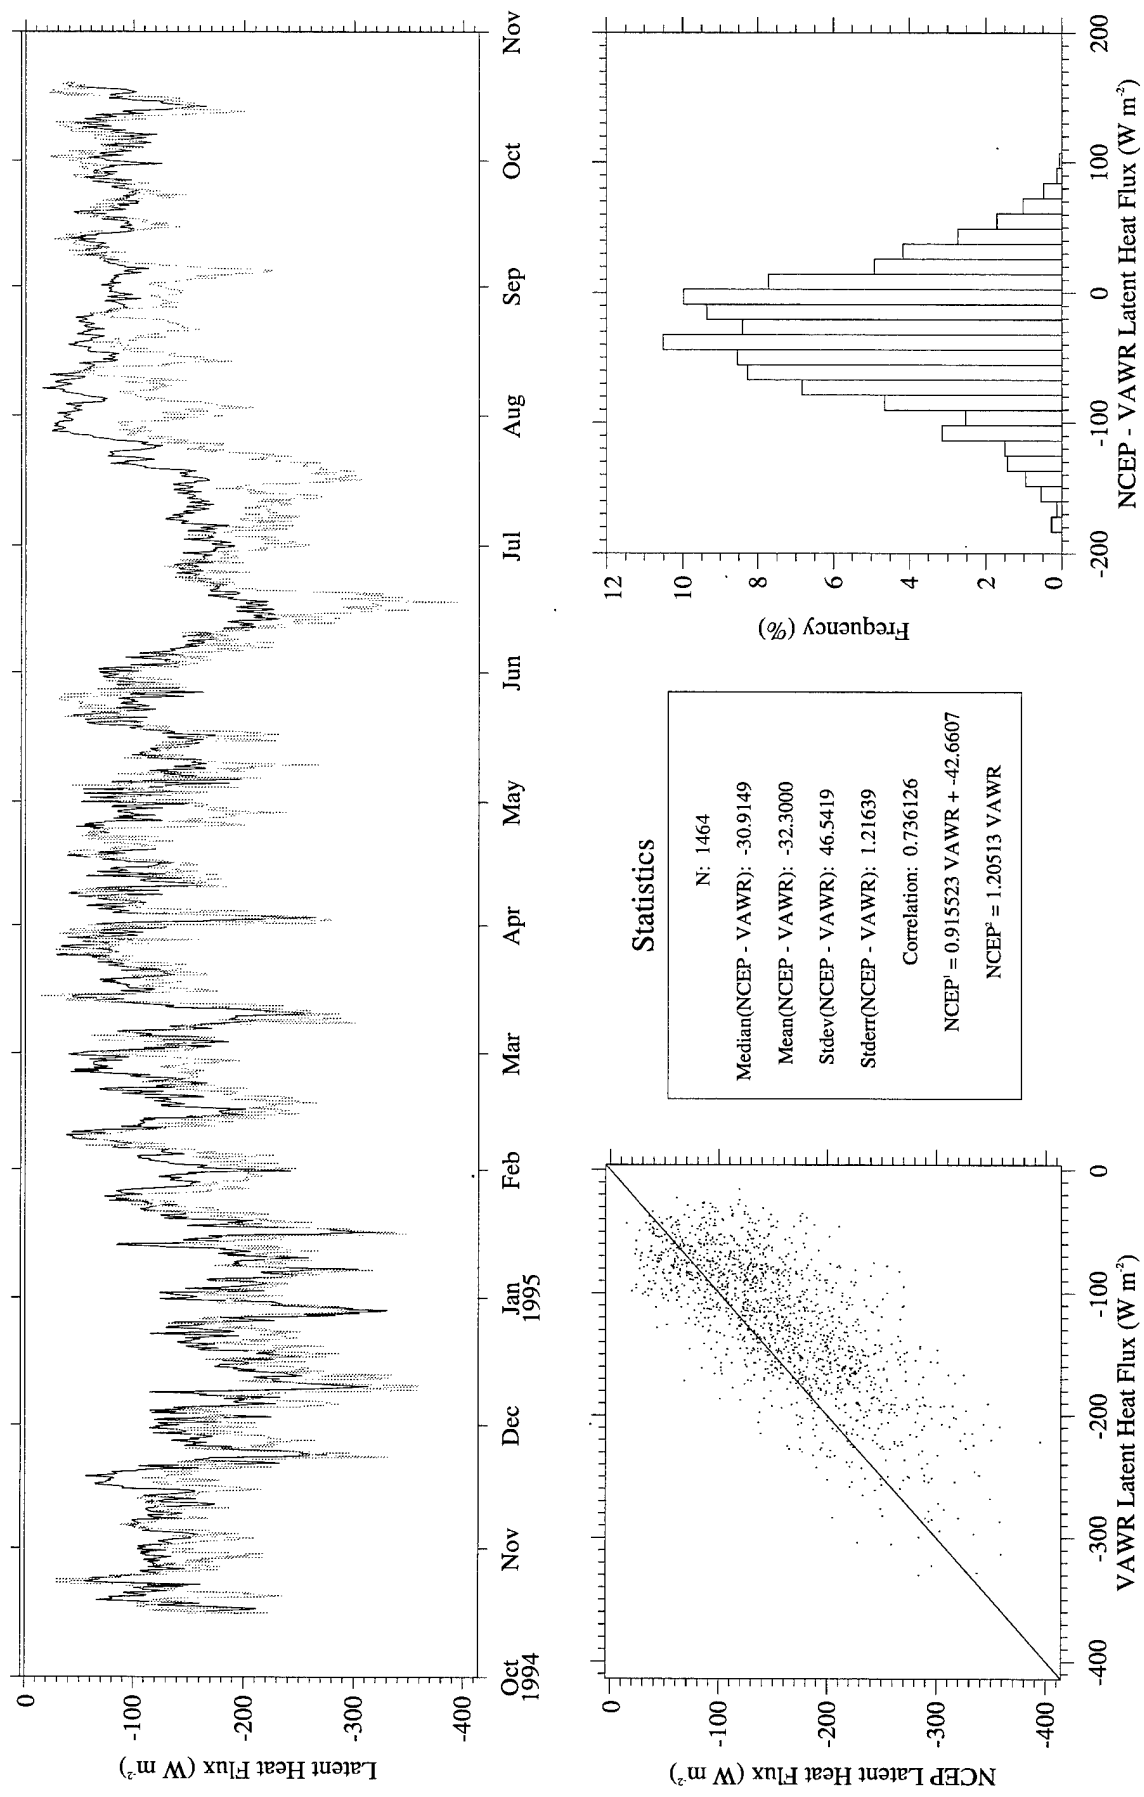 Latent Heat Flux (W m-2)
0
-100
-200
-300
-400
Oct
1994
Nov
Dec
Jan
1995
Feb
Mar
Apr
May
Jun
Jul
Aug
Sep
Oct
Nov
NCEP Latent Heat Flux (W m-2)
0
-100
-200
-300
-400
-400
-300
-200
-100
0
VAWR Latent Heat Flux (W m-2)
Statistics
N: 1464
Median(NCEP - VAWR): -30.9149
Mean(NCEP - VAWR): -32.3000
Stdev(NCEP - VAWR): 46.5419
Stderr(NCEP - VAWR): 1.21639
Correlation: 0.736126
NCEP¹ = 0.915523 VAWR + -42.6607
NCEP² = 1.20513 VAWR
Frequency (%)
12
10
8
6
4
2
0
-200
-100
0
100
200
NCEP - VAWR Latent Heat Flux (W m-2)